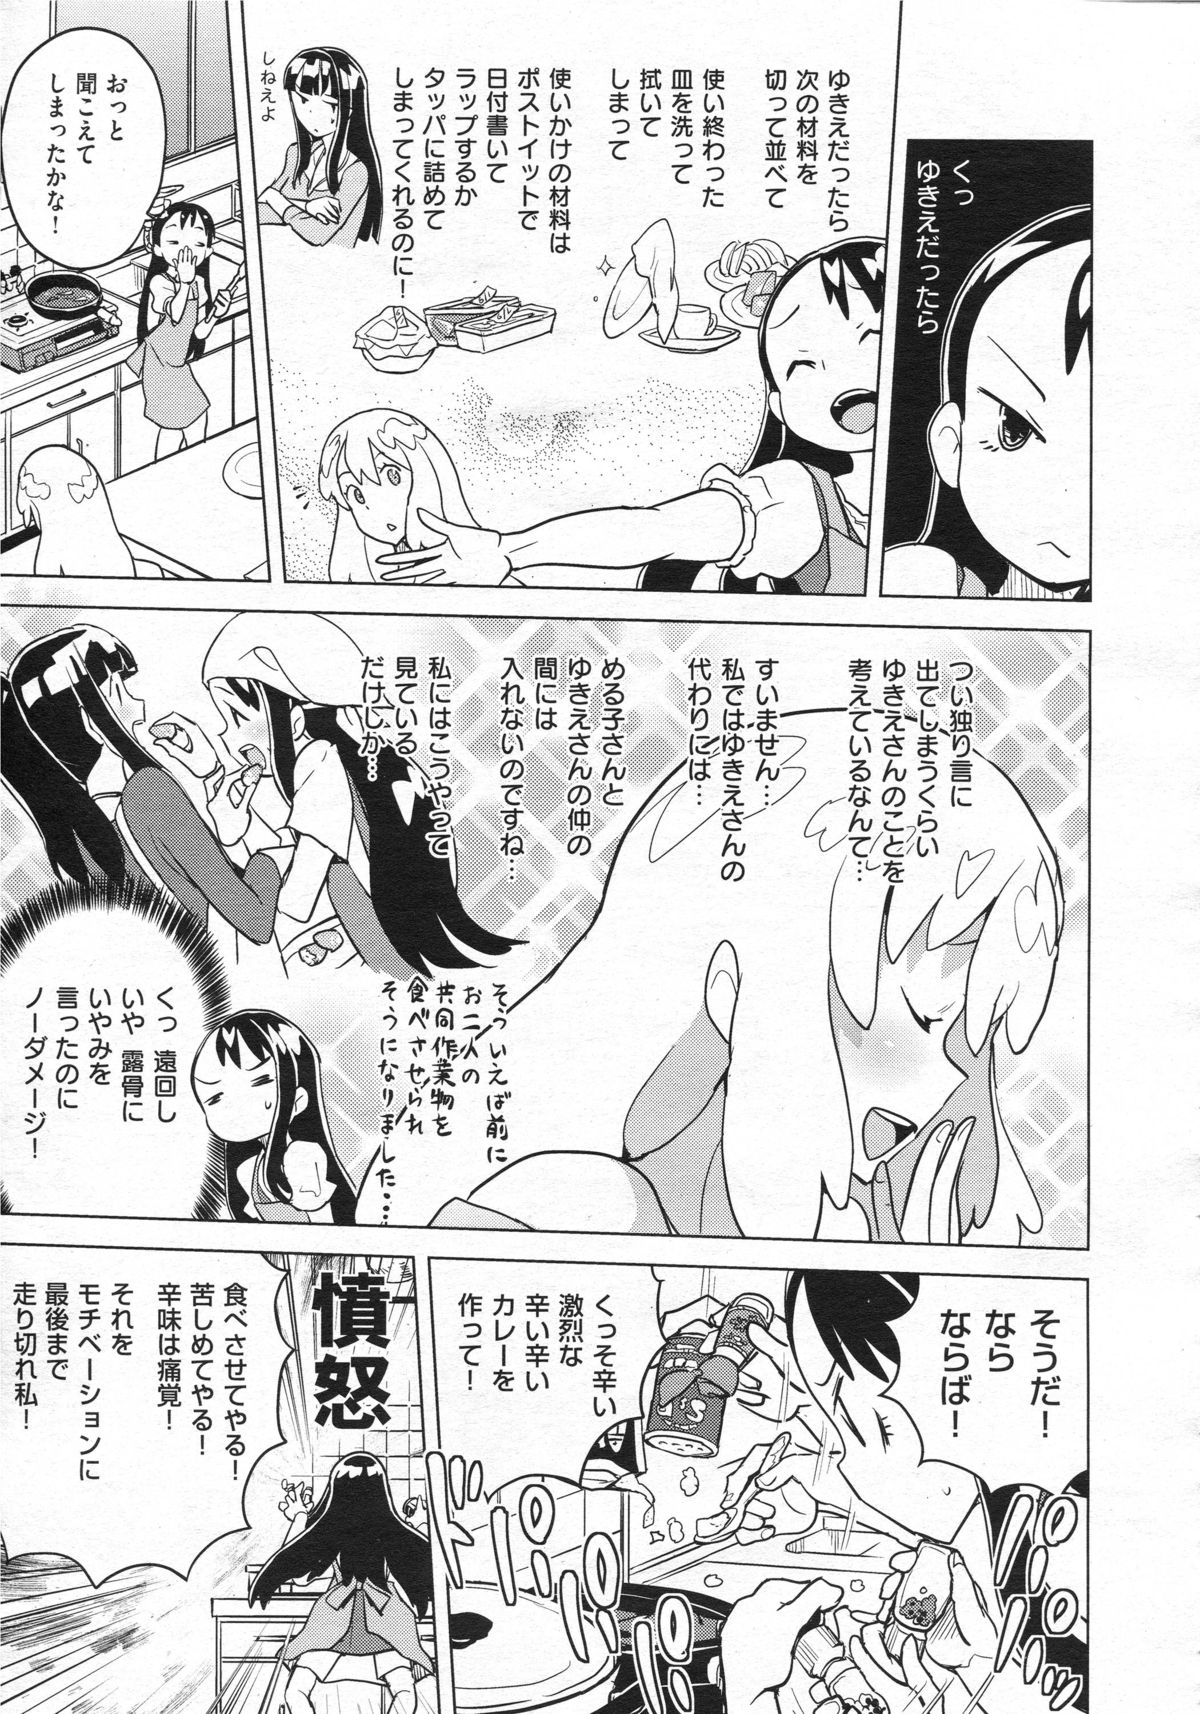 くっ
ゆきえだったら
ゆきえだったら
次の材料を
切って並べて
使い終わった
皿を洗って
拭いて
しまって
使いかけの材料は
ポストイットで
日付書いて
ラップするか
タッパに詰めて
しまってくれるのに!
しねえよ
おっと
聞こえて
しまったかな!
つい独り言に
出てしまうくらい
ゆきえさんのことを
考えているなんて…
すいません…
私ではゆきえさんの
代わりには…
める子さんと
ゆきえさんの仲の
間には
入れないのですね…
私にはこうやって
見ている
だけしか…
そういえば前に
お二人の
共同作業物を
食べさせられ
そうになりました…
くっ 遠回し
いや 露骨に
いやみを
言ったのに
ノーダメージ!
そうだ!
なら
ならば!
くっそ辛い
激烈な
辛い辛い
カレーを
作って!
憤怒
食べさせてやる!
苦しめてやる!
辛味は痛覚!
それを
モチベーションに
最後まで
走り切れ私!